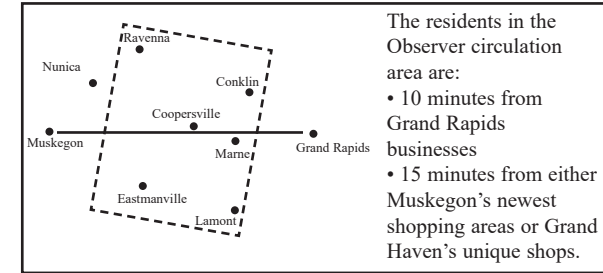 Ravenna
Nunica
Conklin
Coopersville
Muskegon
Marne
Grand Rapids
Eastmanville
Lamont
The residents in the
Observer circulation
area are:
• 10 minutes from
Grand Rapids
businesses
• 15 minutes from either
Muskegon's newest
shopping areas or Grand
Haven's unique shops.